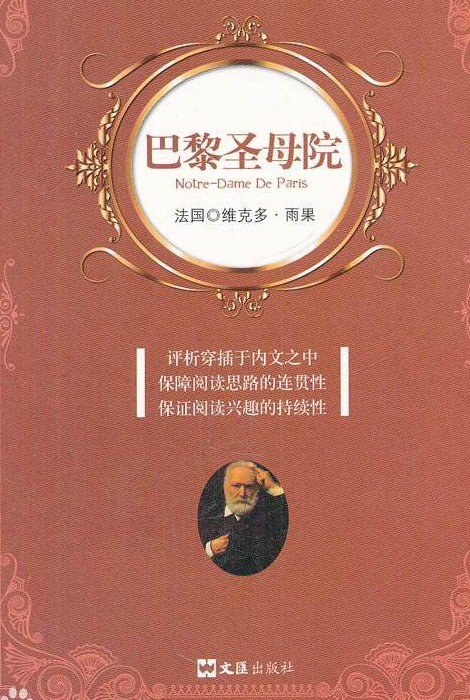 巴黎圣母院
Notre-Dame De Paris
法国◎维克多·雨果
评析穿插于内文之中
保障阅读思路的连贯性
保证阅读兴趣的持续性
文匯出版社